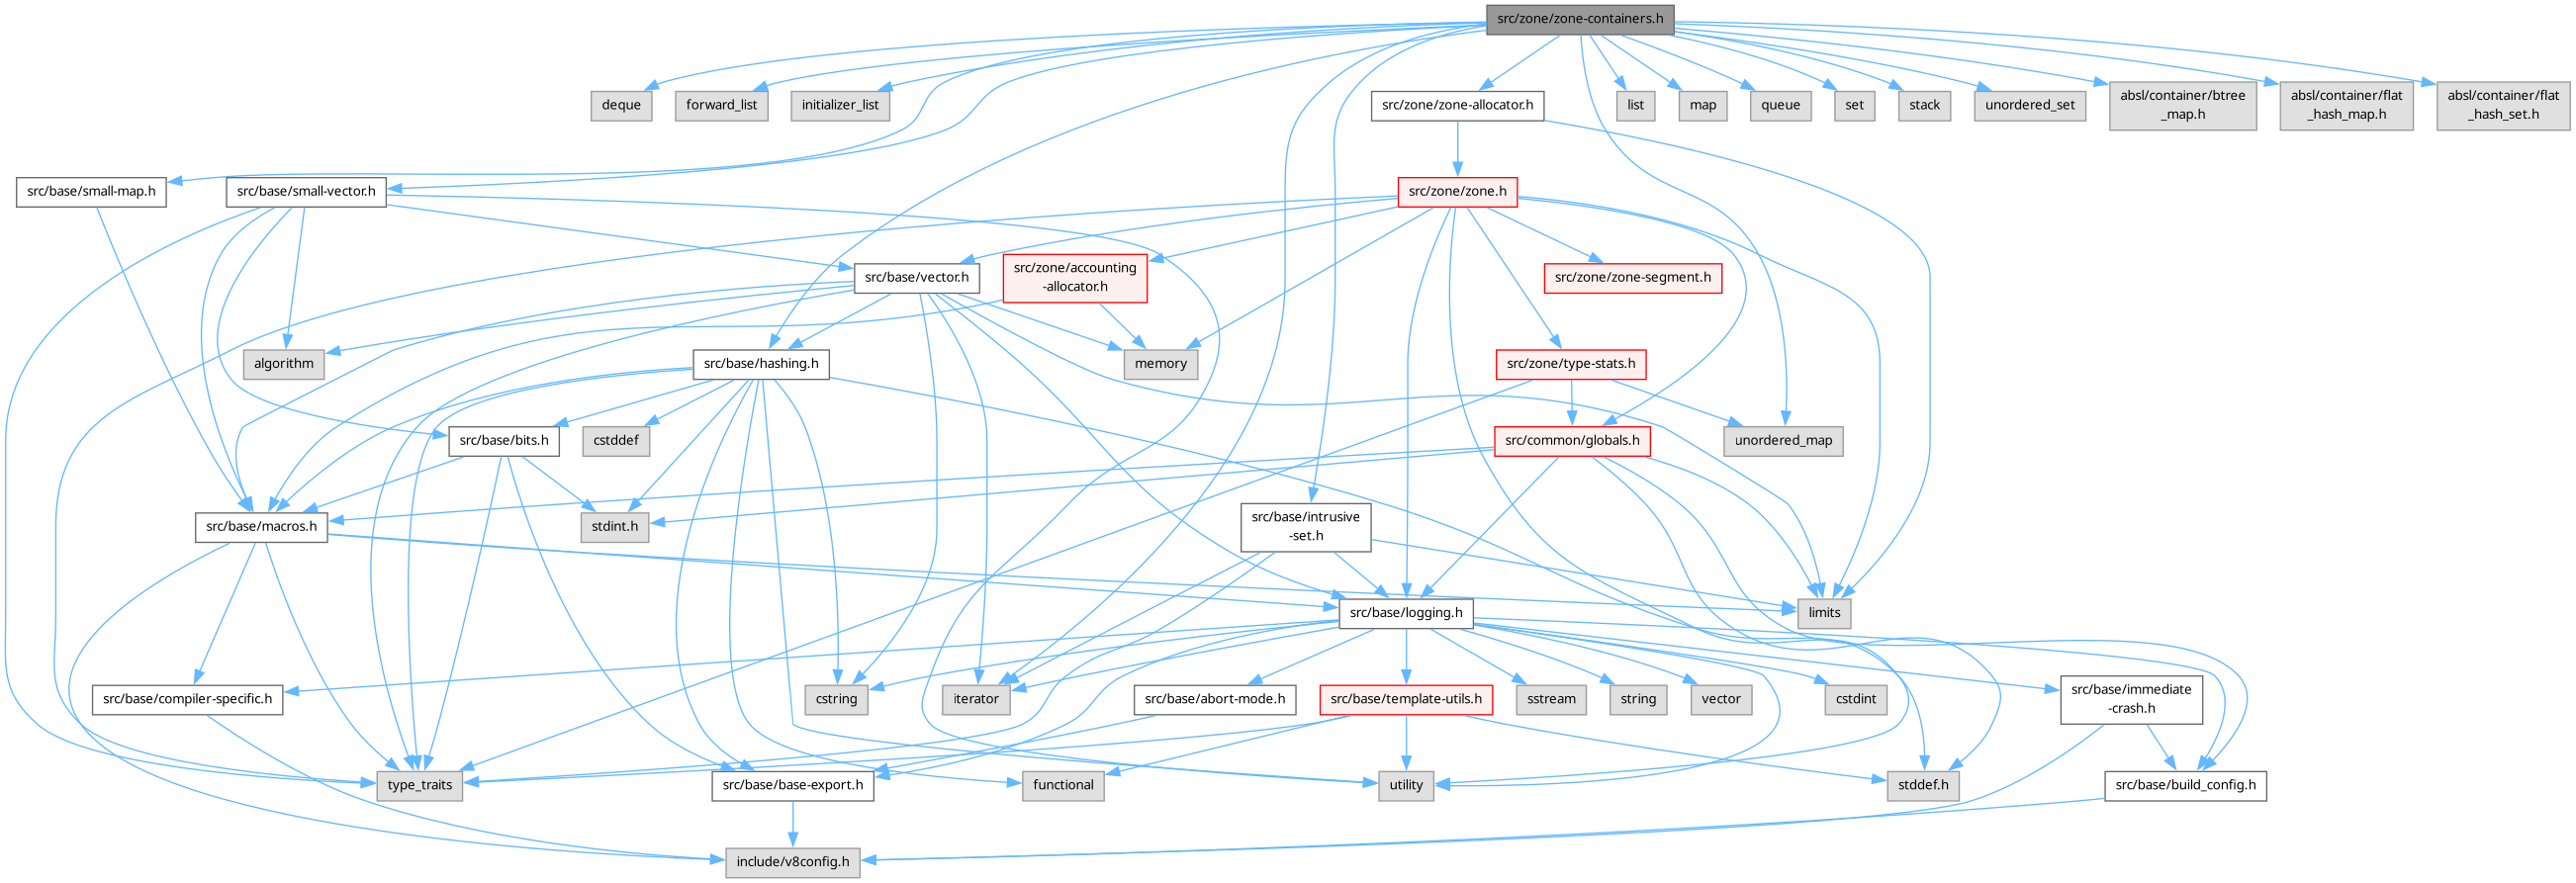 src/zone/zone-containers.h
deque
forward_list
initializer_list
src/zone/zone-allocator.h
list
map
queue
set
stack
unordered_set
absl/container/btree
_map.h
absl/container/flat
_hash_map.h
absl/container/flat
_hash_set.h
src/base/small-map.h
src/base/small-vector.h
src/zone/zone.h
src/base/vector.h
src/zone/accounting
-allocator.h
src/zone/zone-segment.h
algorithm
src/base/hashing.h
memory
src/zone/type-stats.h
src/base/bits.h
cstddef
src/common/globals.h
unordered_map
src/base/macros.h
stdint.h
src/base/intrusive
-set.h
src/base/logging.h
limits
src/base/compiler-specific.h
cstring
iterator
src/base/abort-mode.h
src/base/template-utils.h
sstream
string
vector
cstdint
src/base/immediate
-crash.h
type_traits
src/base/base-export.h
functional
utility
stddef.h
src/base/build_config.h
include/v8config.h